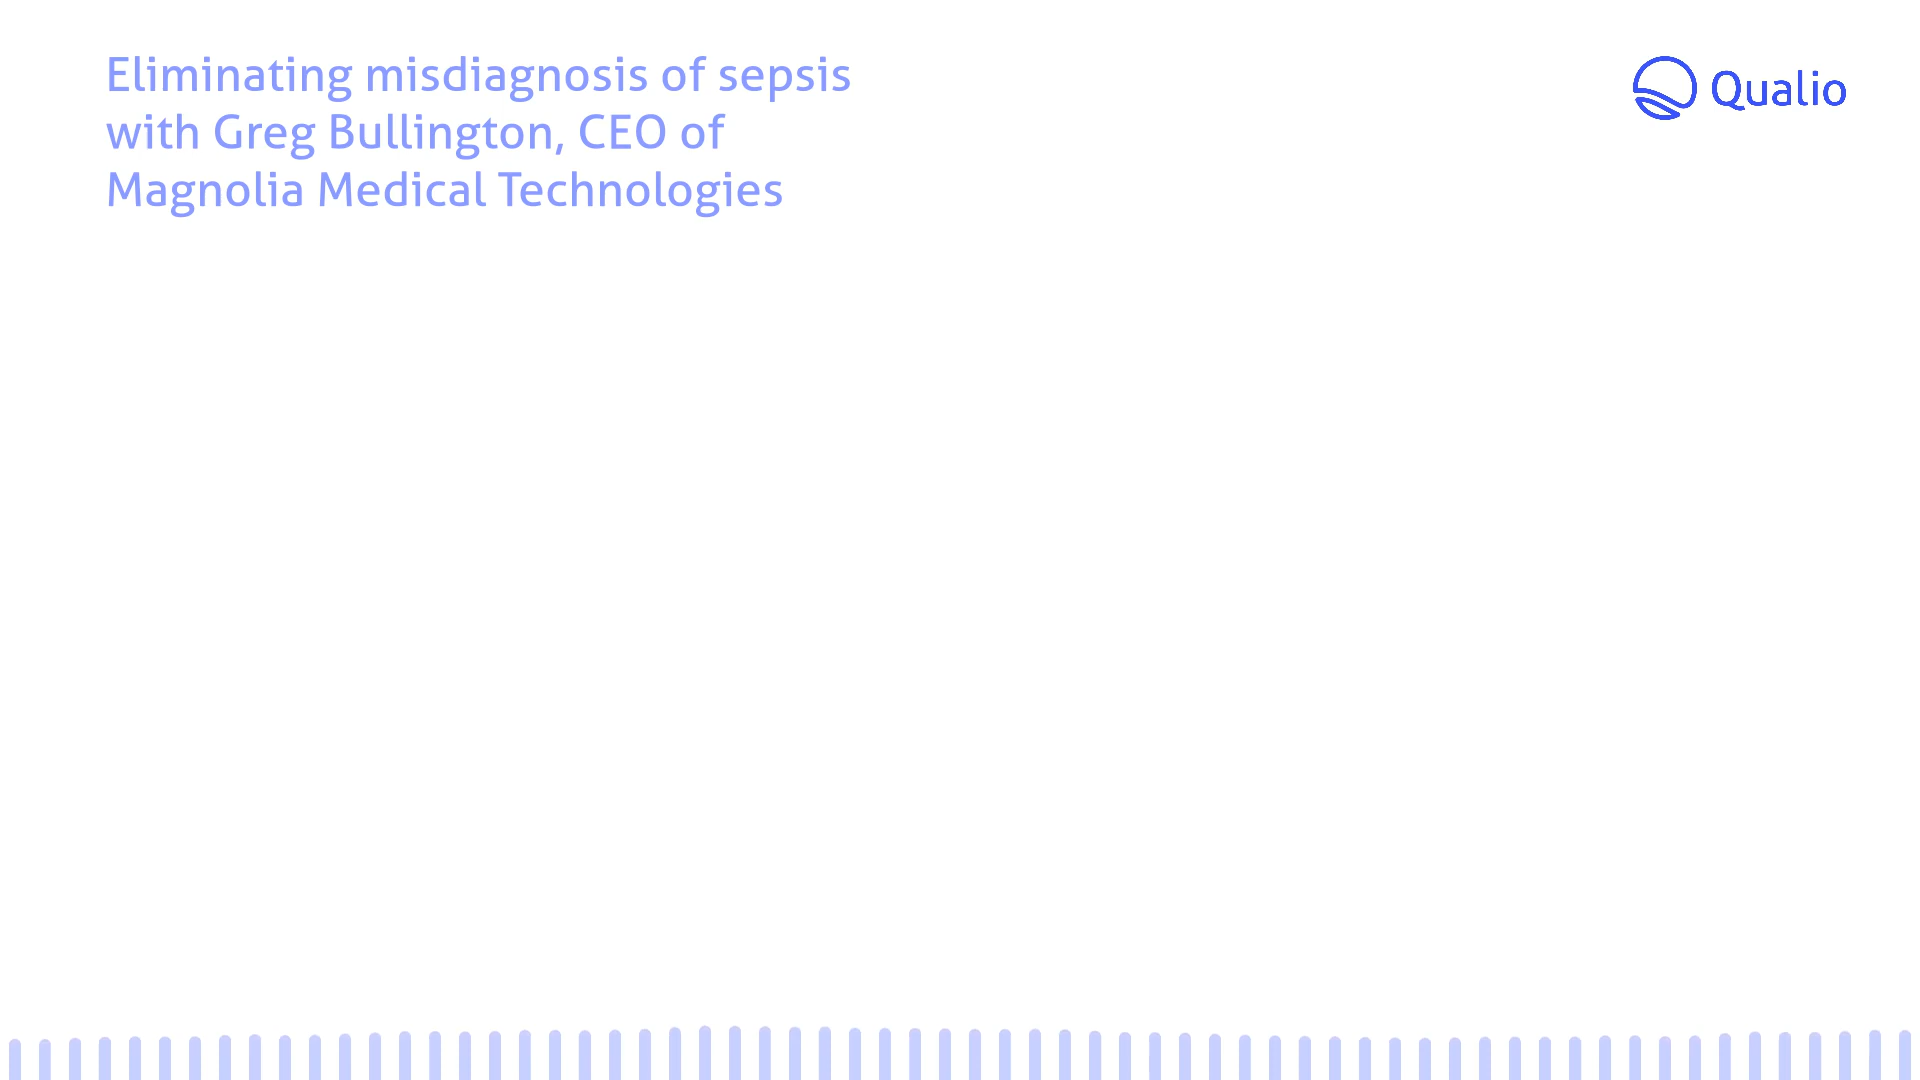 Eliminating misdiagnosis of sepsis
with Greg Bullington, CEO of
Magnolia Medical Technologies
Qualio